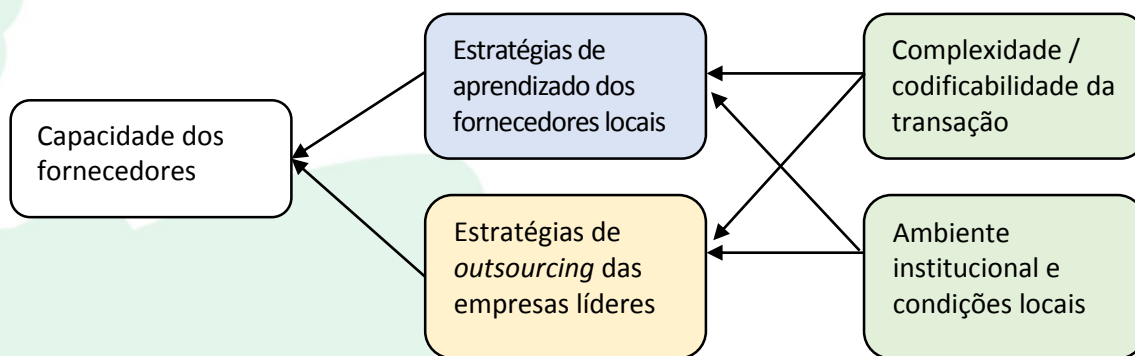 Capacidade dos
fornecedores
Estratégias de
aprendizado dos
fornecedores locais
Estratégias de
outsourcing das
empresas líderes
Complexidade /
codificabilidade da
transação
Ambiente
institucional e
condições locais